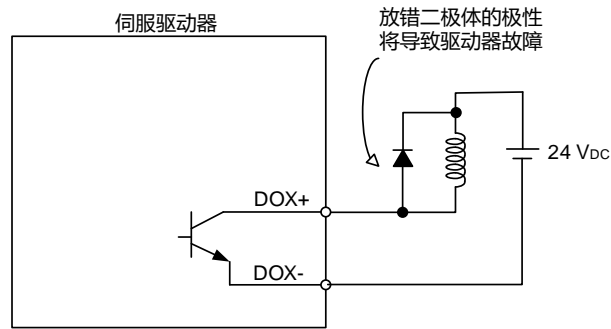 伺服驱动器
放错二极体的极性
将导致驱动器故障
24 VDC
DOX+
DOX-